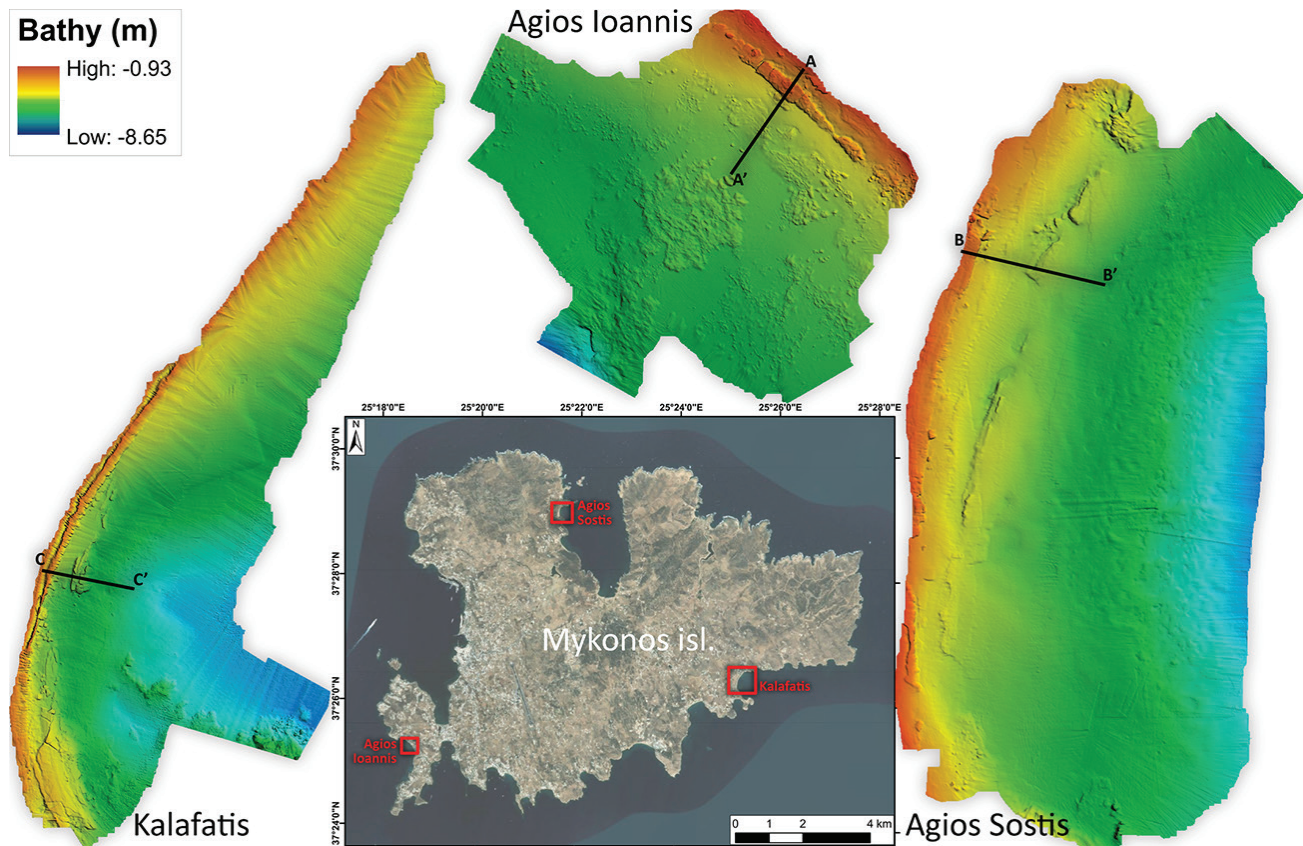 Bathy (m)
High: -0.93
Low: -8.65
Agios Ioannis
A
A'
B
B'
C
C'
25°18'0"E
25°20'0"E
25°22'0"E
25°24'0"E
25°26'0"E
25°28'0"E
N
37°30'0"N
37°28'0"N
37°26'0"N
37°24'0"N
Agios
Sostis
Mykonos isl.
Kalafatis
Agios
Ioannis
0 1 2 4 km
Kalafatis
Agios Sostis